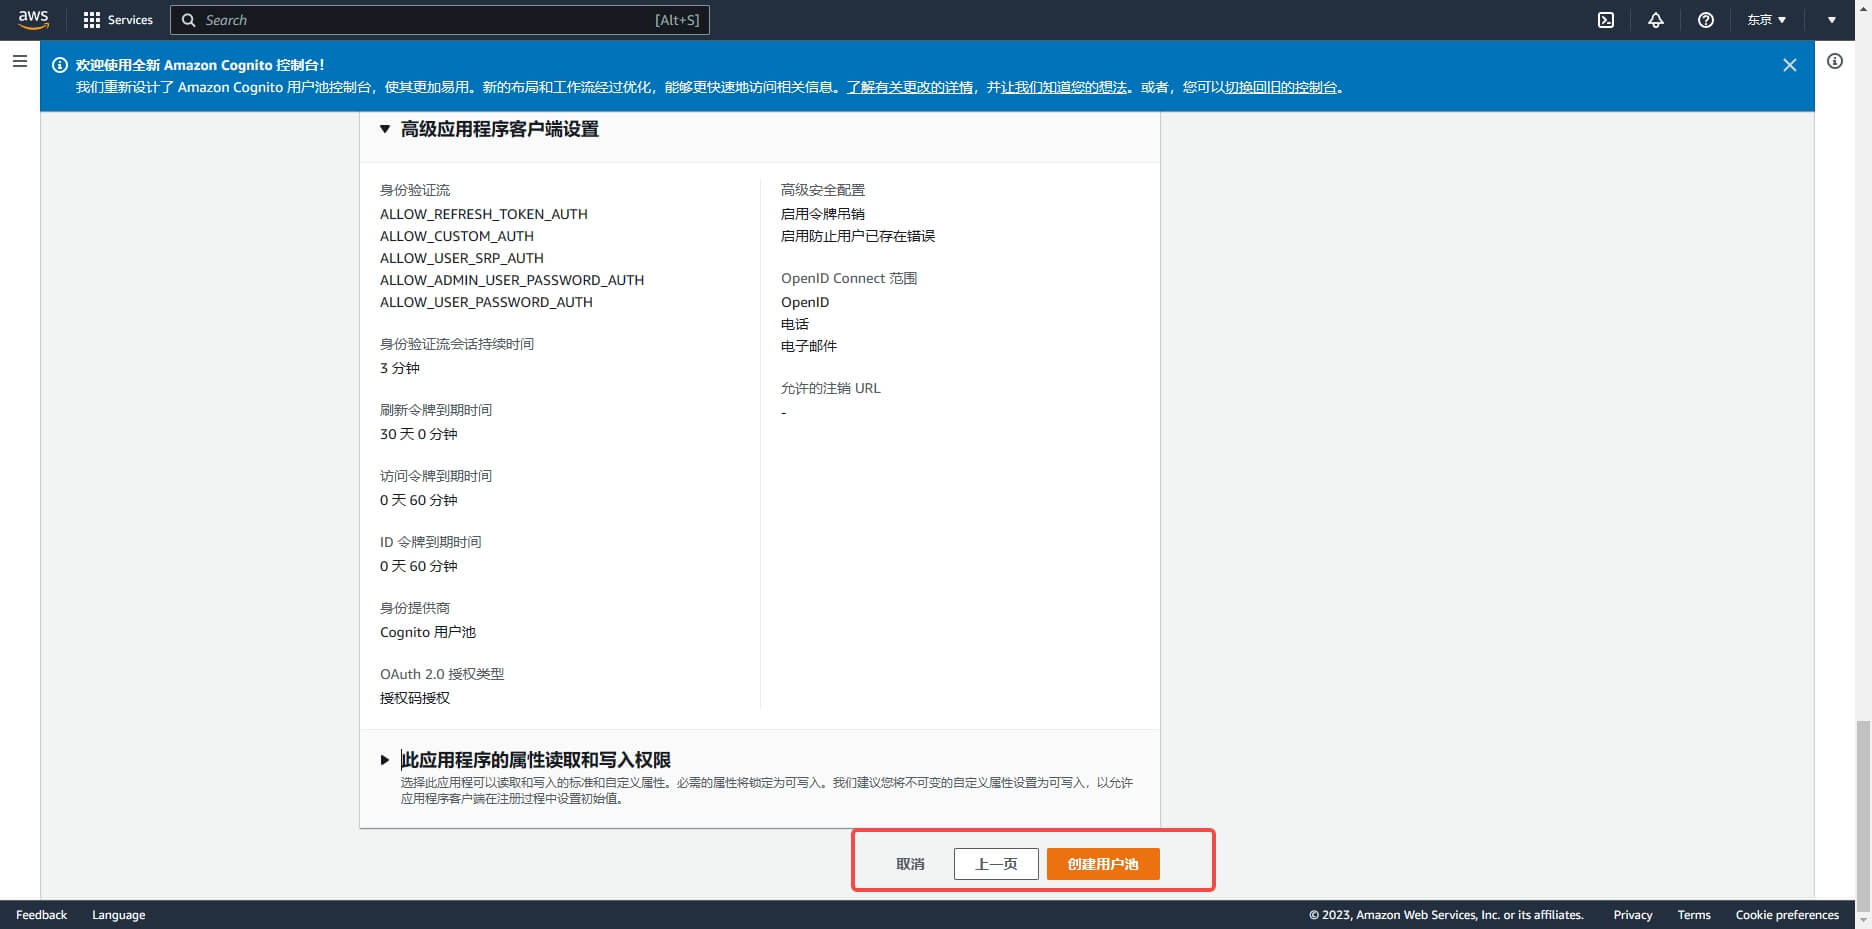 aws
Services
Search
[Alt+S]
东京
欢迎使用全新 Amazon Cognito 控制台！
我们重新设计了 Amazon Cognito 用户池控制台，使其更加易用。新的布局和工作流经过优化，能够更快速地访问相关信息。了解有关更改的详情，并让我们知道您的想法。或者，您可以切换回旧的控制台。
高级应用程序客户端设置
身份验证流
ALLOW_REFRESH_TOKEN_AUTH
ALLOW_CUSTOM_AUTH
ALLOW_USER_SRP_AUTH
ALLOW_ADMIN_USER_PASSWORD_AUTH
ALLOW_USER_PASSWORD_AUTH
身份验证流会话持续时间
3 分钟
刷新令牌到期时间
30 天 0 分钟
访问令牌到期时间
0 天 60 分钟
ID 令牌到期时间
0 天 60 分钟
身份提供商
Cognito 用户池
OAuth 2.0 授权类型
授权码授权
高级安全配置
启用令牌吊销
启用防止用户已存在错误
OpenID Connect 范围
OpenID
电话
电子邮件
允许的注销 URL
-
此应用程序的属性读取和写入权限
选择此应用程可以读取和写入的标准和自定义属性。必需的属性将锁定为可写入。我们建议您将不可变的自定义属性设置为可写入，以允许
应用程序客户端在注册过程中设置初始值。
取消
上一页
创建用户池
Feedback
Language
© 2023, Amazon Web Services, Inc. or its affiliates.
Privacy
Terms
Cookie preferences